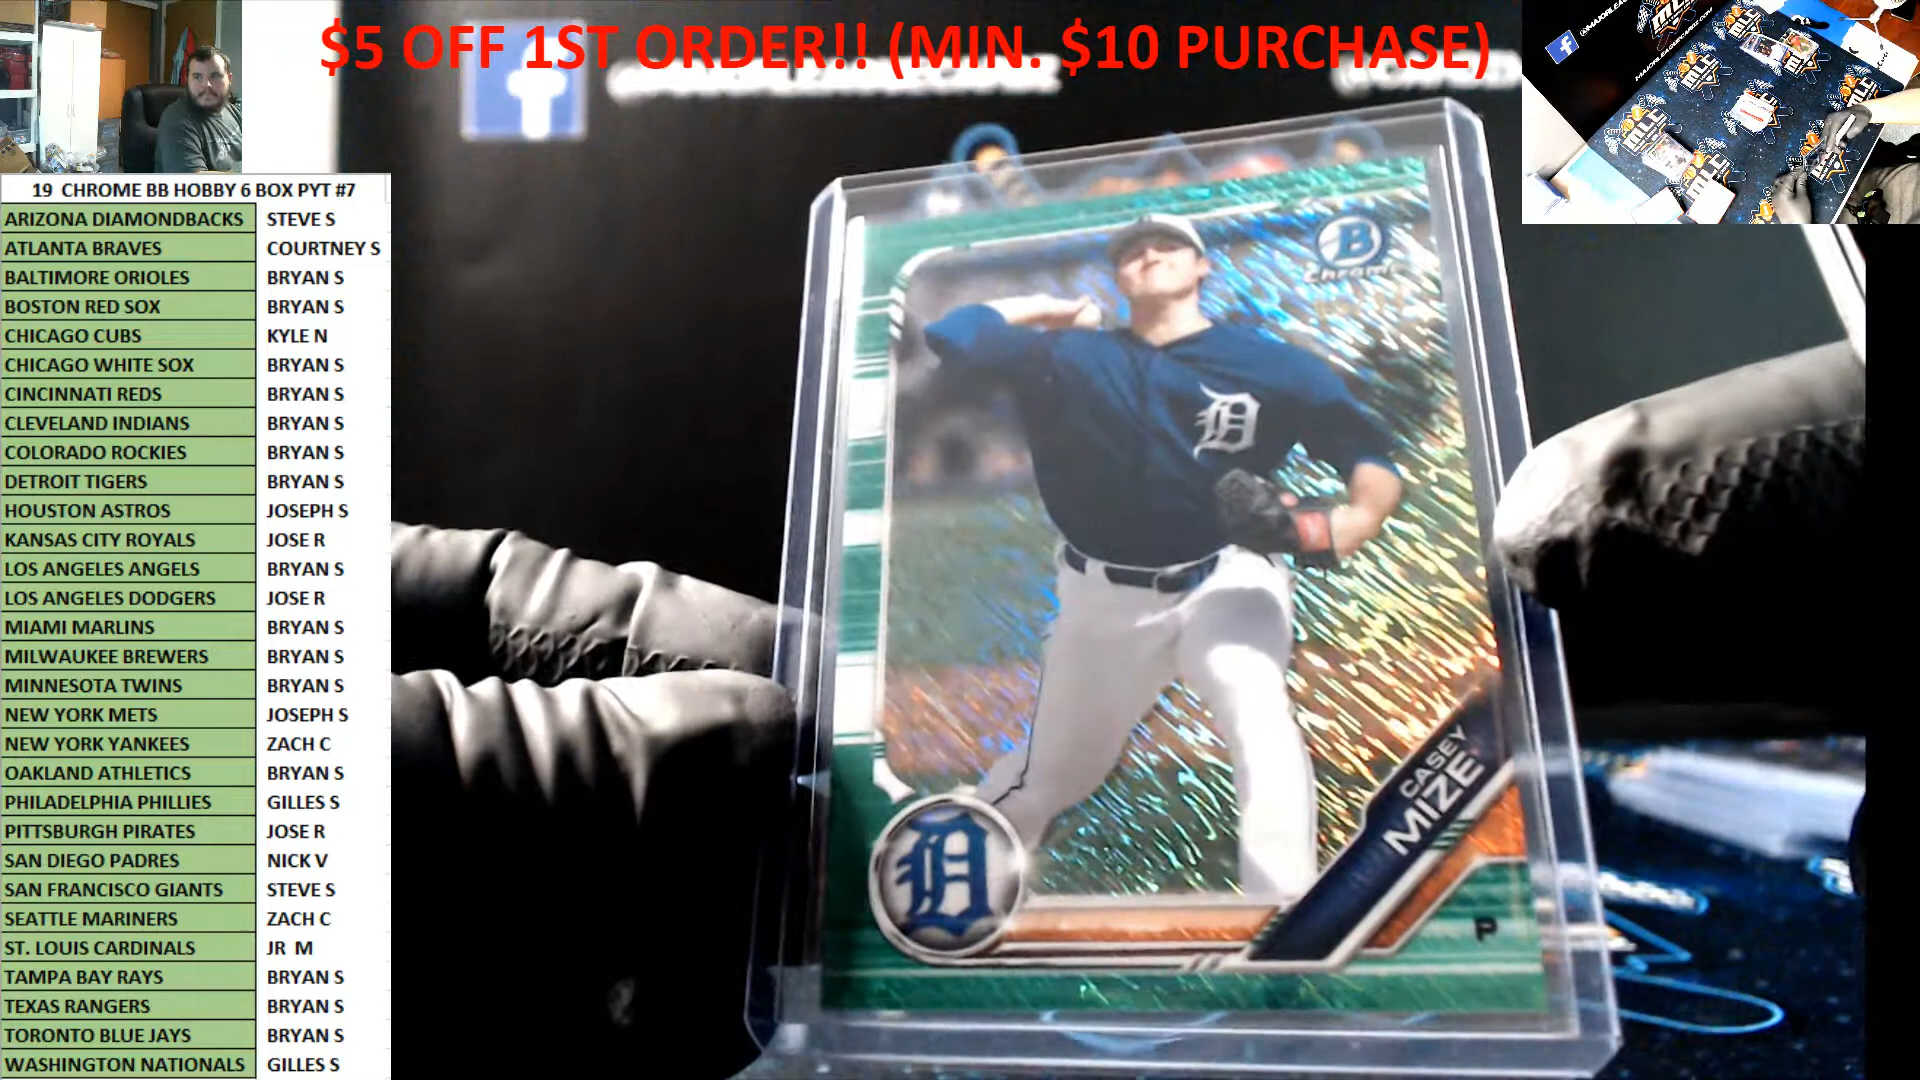 $5 OFF 1ST ORDER!! (MIN. $10 PURCHASE)
19 CHROME BB HOBBY 6 BOX PYT #7
ARIZONA DIAMONDBACKS STEVE S
ATLANTA BRAVES COURTNEY S
BALTIMORE ORIOLES BRYAN S
BOSTON RED SOX BRYAN S
CHICAGO CUBS KYLE N
CHICAGO WHITE SOX BRYAN S
CINCINNATI REDS BRYAN S
CLEVELAND INDIANS BRYAN S
COLORADO ROCKIES BRYAN S
DETROIT TIGERS BRYAN S
HOUSTON ASTROS JOSEPH S
KANSAS CITY ROYALS JOSE R
LOS ANGELES ANGELS BRYAN S
LOS ANGELES DODGERS JOSE R
MIAMI MARLINS BRYAN S
MILWAUKEE BREWERS BRYAN S
MINNESOTA TWINS BRYAN S
NEW YORK METS JOSEPH S
NEW YORK YANKEES ZACH C
OAKLAND ATHLETICS BRYAN S
PHILADELPHIA PHILLIES GILLES S
PITTSBURGH PIRATES JOSE R
SAN DIEGO PADRES NICK V
SAN FRANCISCO GIANTS STEVE S
SEATTLE MARINERS ZACH C
ST. LOUIS CARDINALS JR M
TAMPA BAY RAYS BRYAN S
TEXAS RANGERS BRYAN S
TORONTO BLUE JAYS BRYAN S
WASHINGTON NATIONALS GILLES S
B
Chrome
D
CASEY
MIZE
D
P
MLC